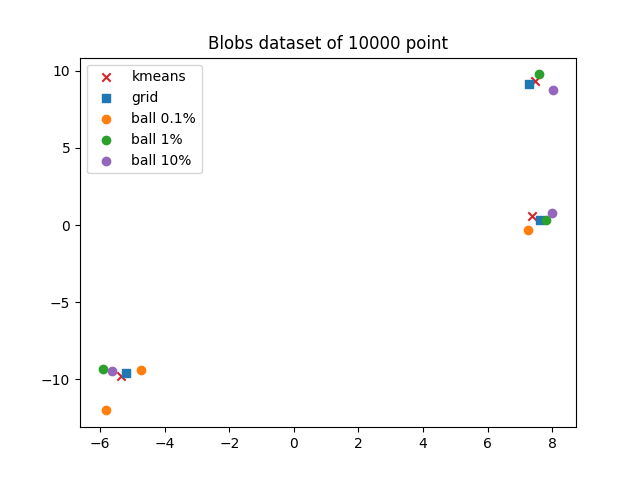 Blobs dataset of 10000 point
kmeans
grid
ball 0.1%
ball 1%
ball 10%
10
5
0
−5
−10
−6 −4 −2 0 2 4 6 8